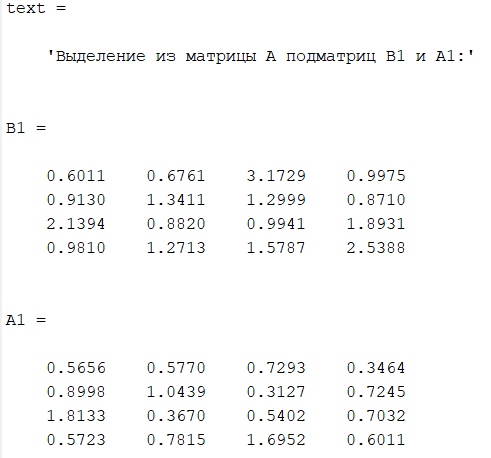 text =
'Выделение из матрицы A подматриц B1 и A1:'
B1 =
0.6011 0.6761 3.1729 0.9975
0.9130 1.3411 1.2999 0.8710
2.1394 0.8820 0.9941 1.8931
0.9810 1.2713 1.5787 2.5388
A1 =
0.5656 0.5770 0.7293 0.3464
0.8998 1.0439 0.3127 0.7245
1.8133 0.3670 0.5402 0.7032
0.5723 0.7815 1.6952 0.6011